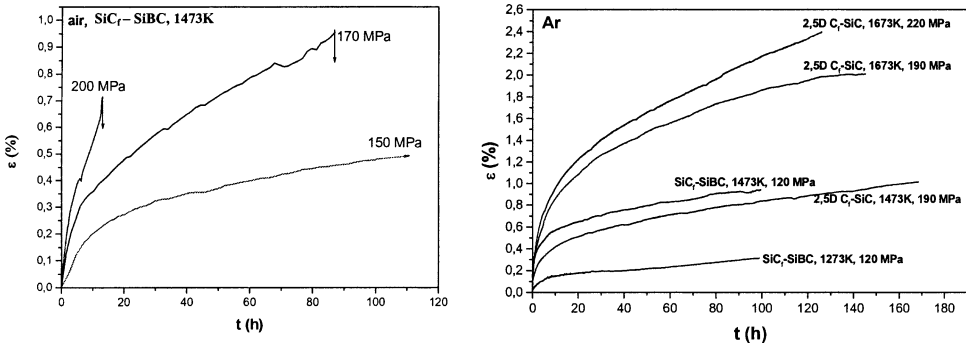 air, SiCf – SiBC, 1473K
200 MPa
170 MPa
150 MPa
1,0
0,9
0,8
0,7
0,6
0,5
0,4
0,3
0,2
0,1
0,0
0 20 40 60 80 100 120
ε (%)
t (h)
Ar
2,5D Cf-SiC, 1673K, 220 MPa
2,5D Cf-SiC, 1673K, 190 MPa
SiCf-SiBC, 1473K, 120 MPa
2,5D Cf-SiC, 1473K, 190 MPa
SiCf-SiBC, 1273K, 120 MPa
2,6
2,4
2,2
2,0
1,8
1,6
1,4
1,2
1,0
0,8
0,6
0,4
0,2
0,0
0 20 40 60 80 100 120 140 160 180
ε (%)
t (h)